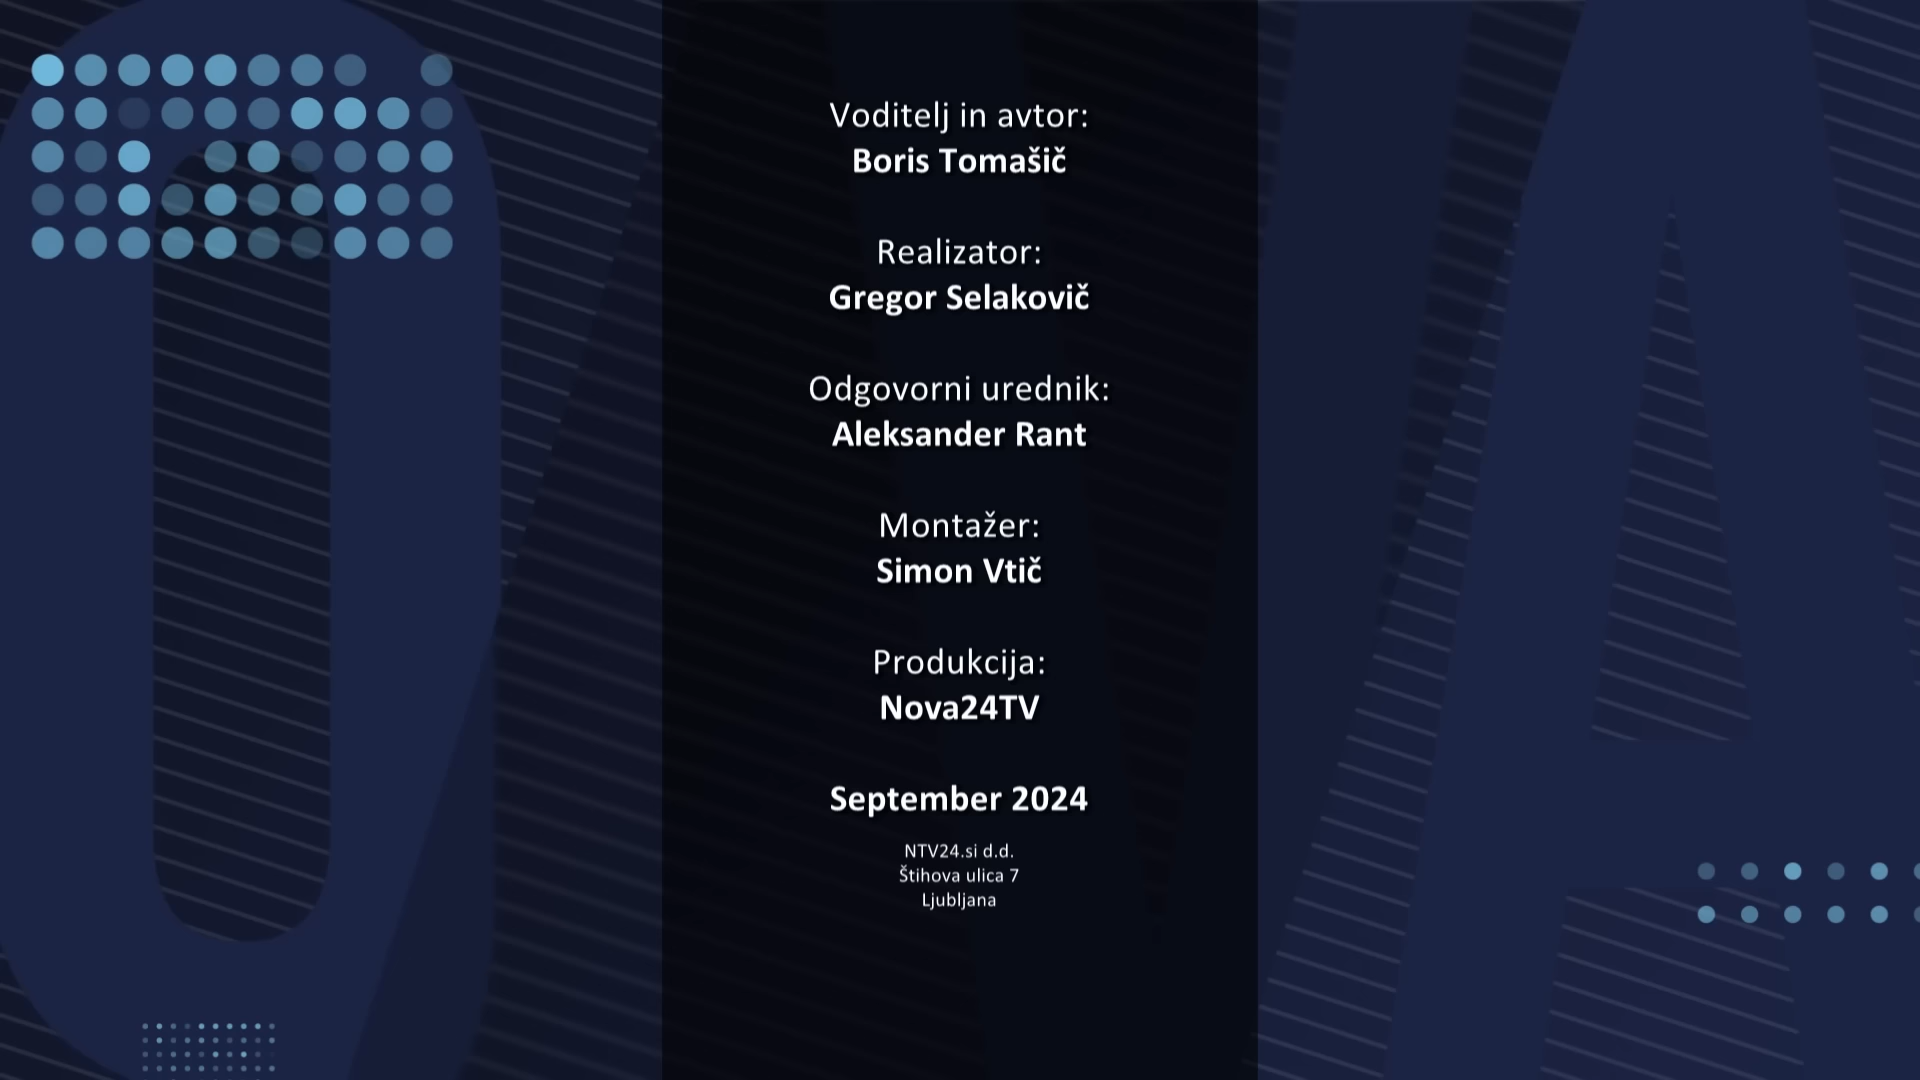 Voditelj in avtor:
Boris Tomašič
Realizator:
Gregor Selakovič
Odgovorni urednik:
Aleksander Rant
Montažer:
Simon Vtič
Produkcija:
Nova24TV
September 2024
NTV24.si d.d.
Štihova ulica 7
Ljubljana